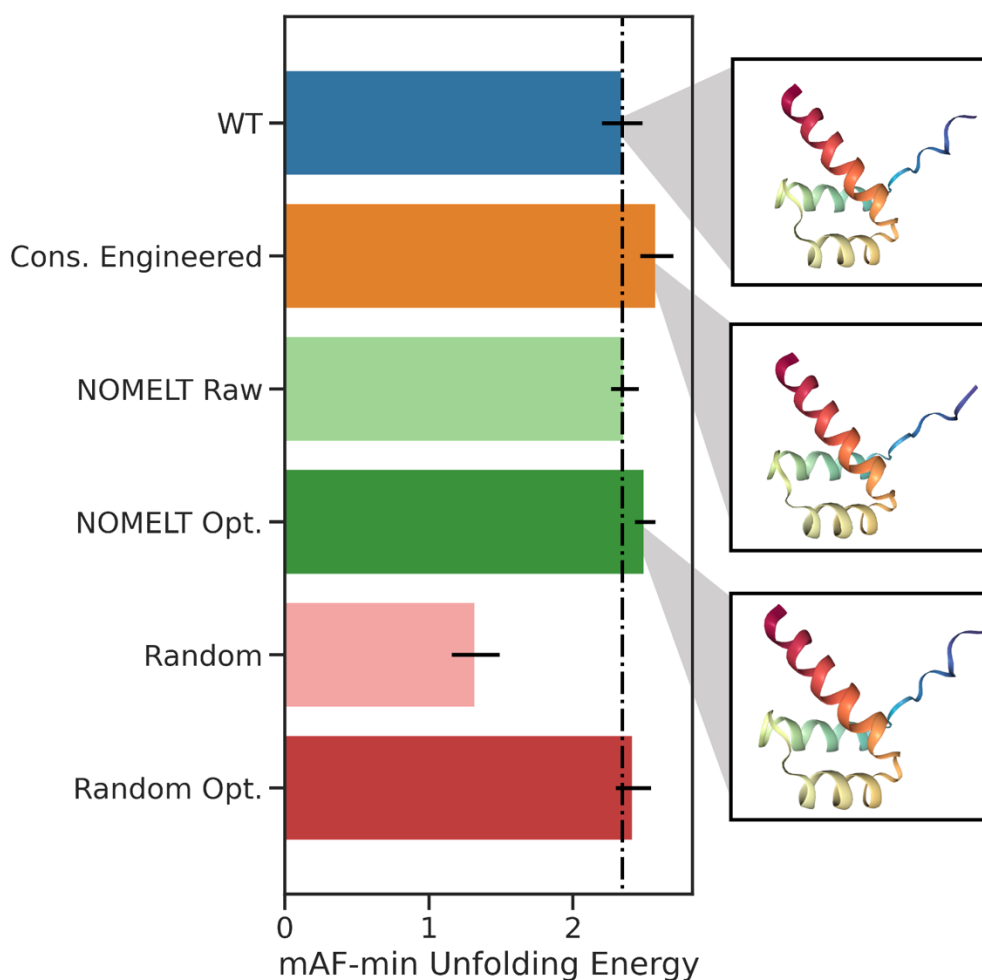 WT
Cons. Engineered
NOMELT Raw
NOMELT Opt.
Random
Random Opt.
0 1 2
mAF-min Unfolding Energy